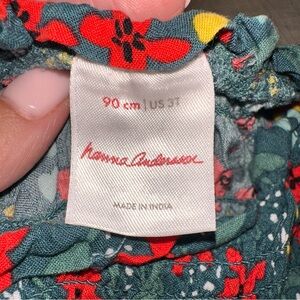 90 cm | US 3T
hanna andersson
MADE IN INDIA